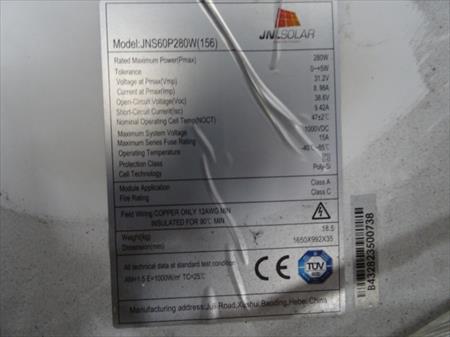 JNLSOLAR
Model:JNS60P280W(156)
Rated Maximum Power(Pmax) 280W
Tolerance 0~+5W
Voltage at Pmax(Vmp) 31.2V
Current at Pmax(Imp) 8.98A
Open-Circuit Voltage(Voc) 38.6V
Short-Circuit Current(Isc) 9.42A
Nominal Operating Cell Temp(NOCT) 47±2℃
Maximum System Voltage 1000VDC
Maximum Series Fuse Rating 15A
Operating Temperature -40~85℃
Protection Class
Cell Technology Poly-Si
Module Application Class A
Fire Rating Class C
Field Wiring COPPER ONLY 12AWG MIN
INSULATED FOR 90℃ MIN
Weight(kg) 18.5
Dimension(mm) 1650X992X35
All technical data at standard test condition
AM=1.5 E=1000W/m² TC=25℃
CE
TÜV
Manufacturing address:Juli Road, Xushui, Baoding, Hebei, China
B432823500738